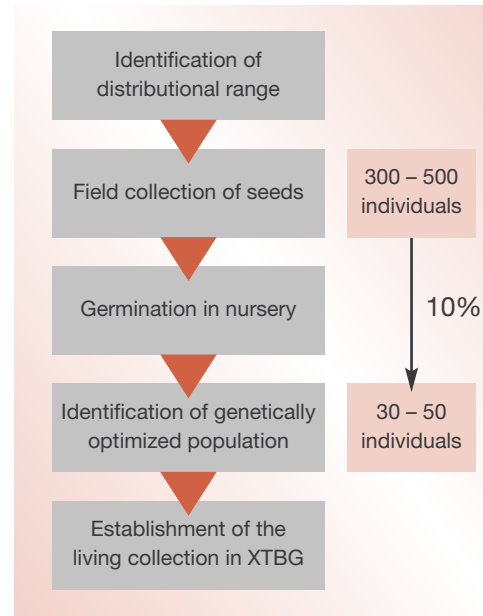 Identification of
distributional range
Field collection of seeds
300 – 500
individuals
Germination in nursery
10%
Identification of genetically
optimized population
30 – 50
individuals
Establishment of the
living collection in XTBG